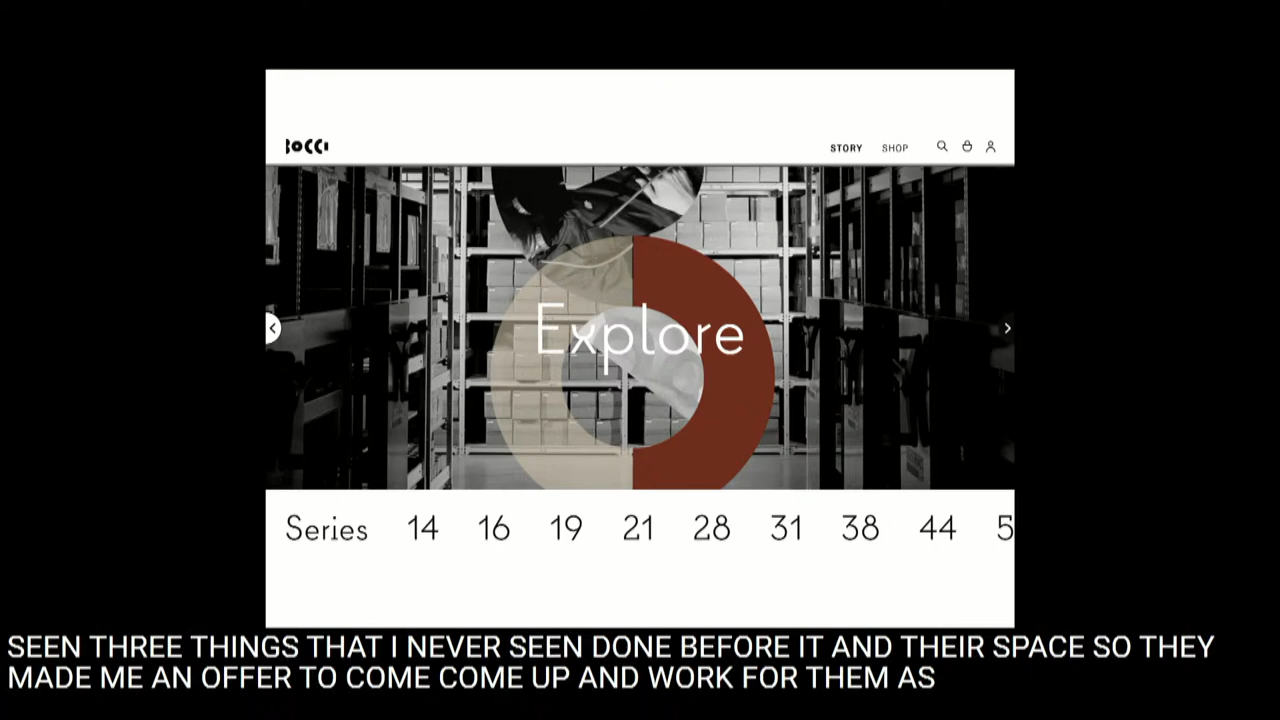 BOCCI
STORY SHOP
Explore
Series 14 16 19 21 28 31 38 44 5
SEEN THREE THINGS THAT I NEVER SEEN DONE BEFORE IT AND THEIR SPACE SO THEY
MADE ME AN OFFER TO COME COME UP AND WORK FOR THEM AS